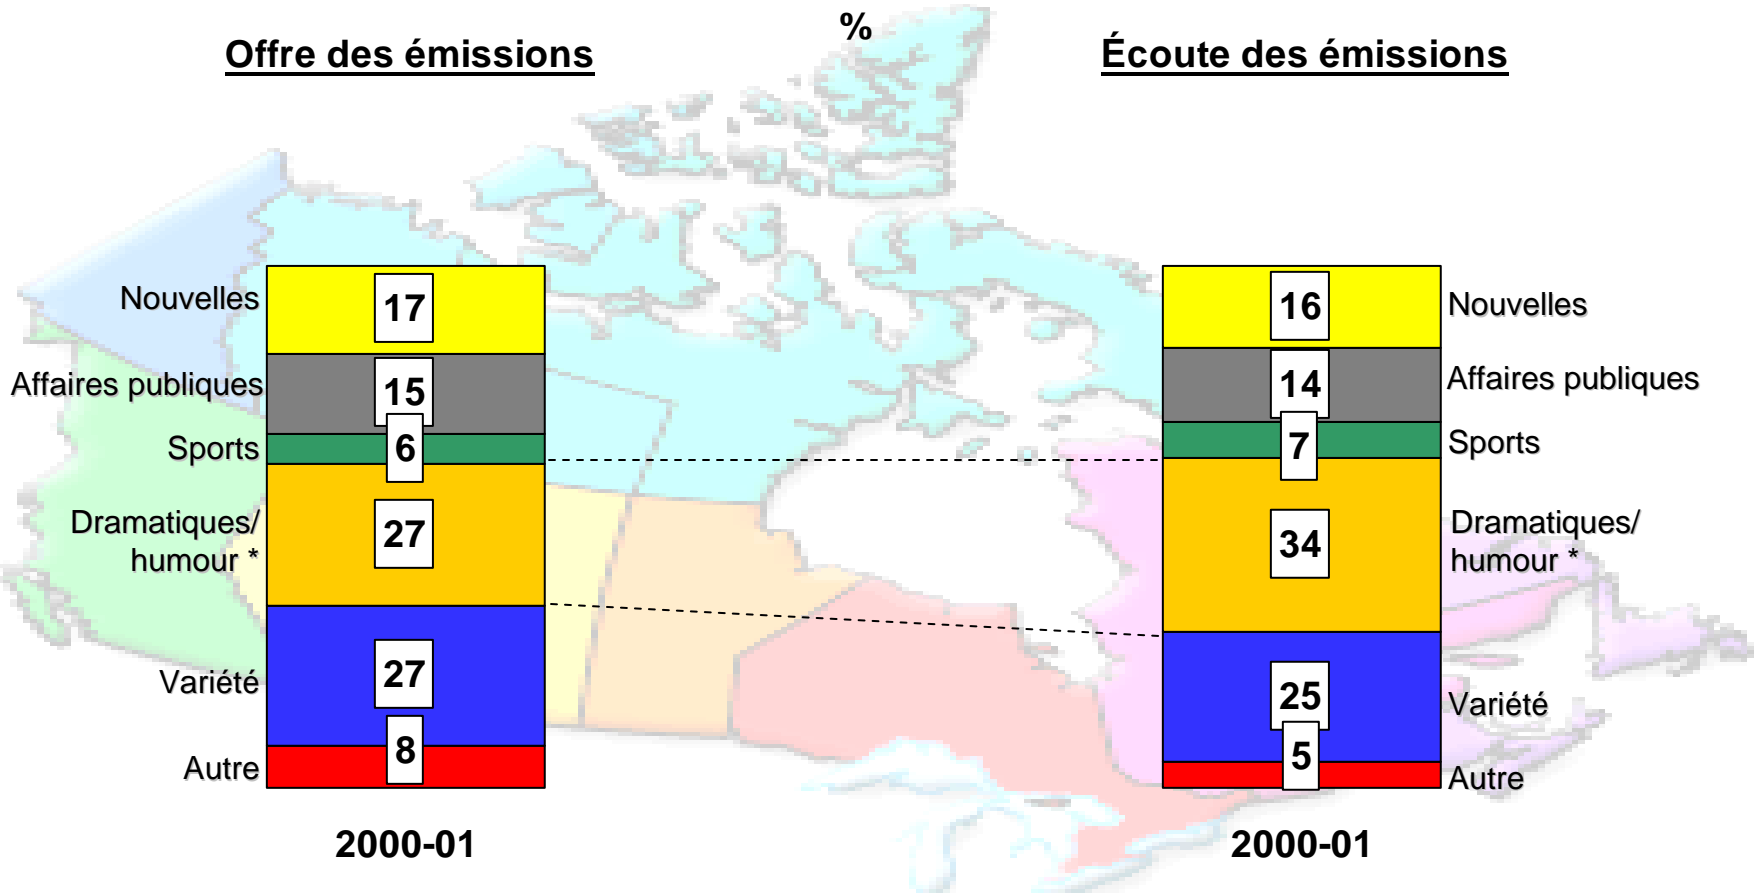 %
Offre des émissions
Écoute des émissions
Nouvelles
17
Affaires publiques
15
Sports
6
Dramatiques/
humour *
27
Variété
27
Autre
8
2000-01
16
Nouvelles
14
Affaires publiques
7
Sports
34
Dramatiques/
humour *
25
Variété
5
Autre
2000-01